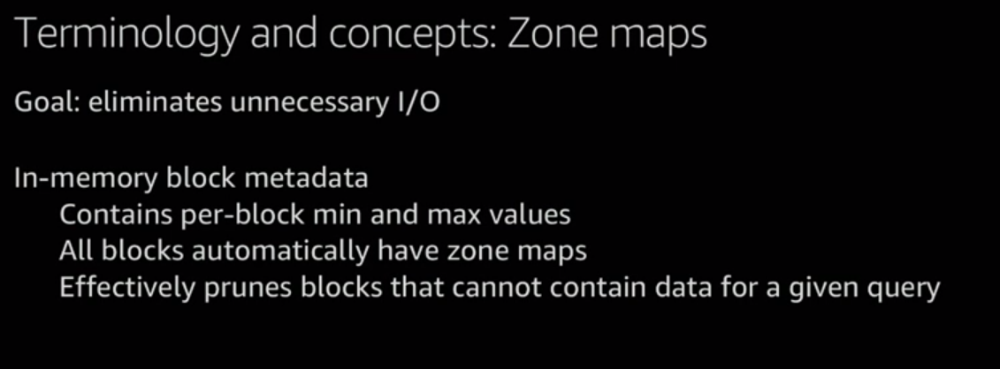 Terminology and concepts: Zone maps
Goal: eliminates unnecessary I/O
In-memory block metadata
Contains per-block min and max values
All blocks automatically have zone maps
Effectively prunes blocks that cannot contain data for a given query